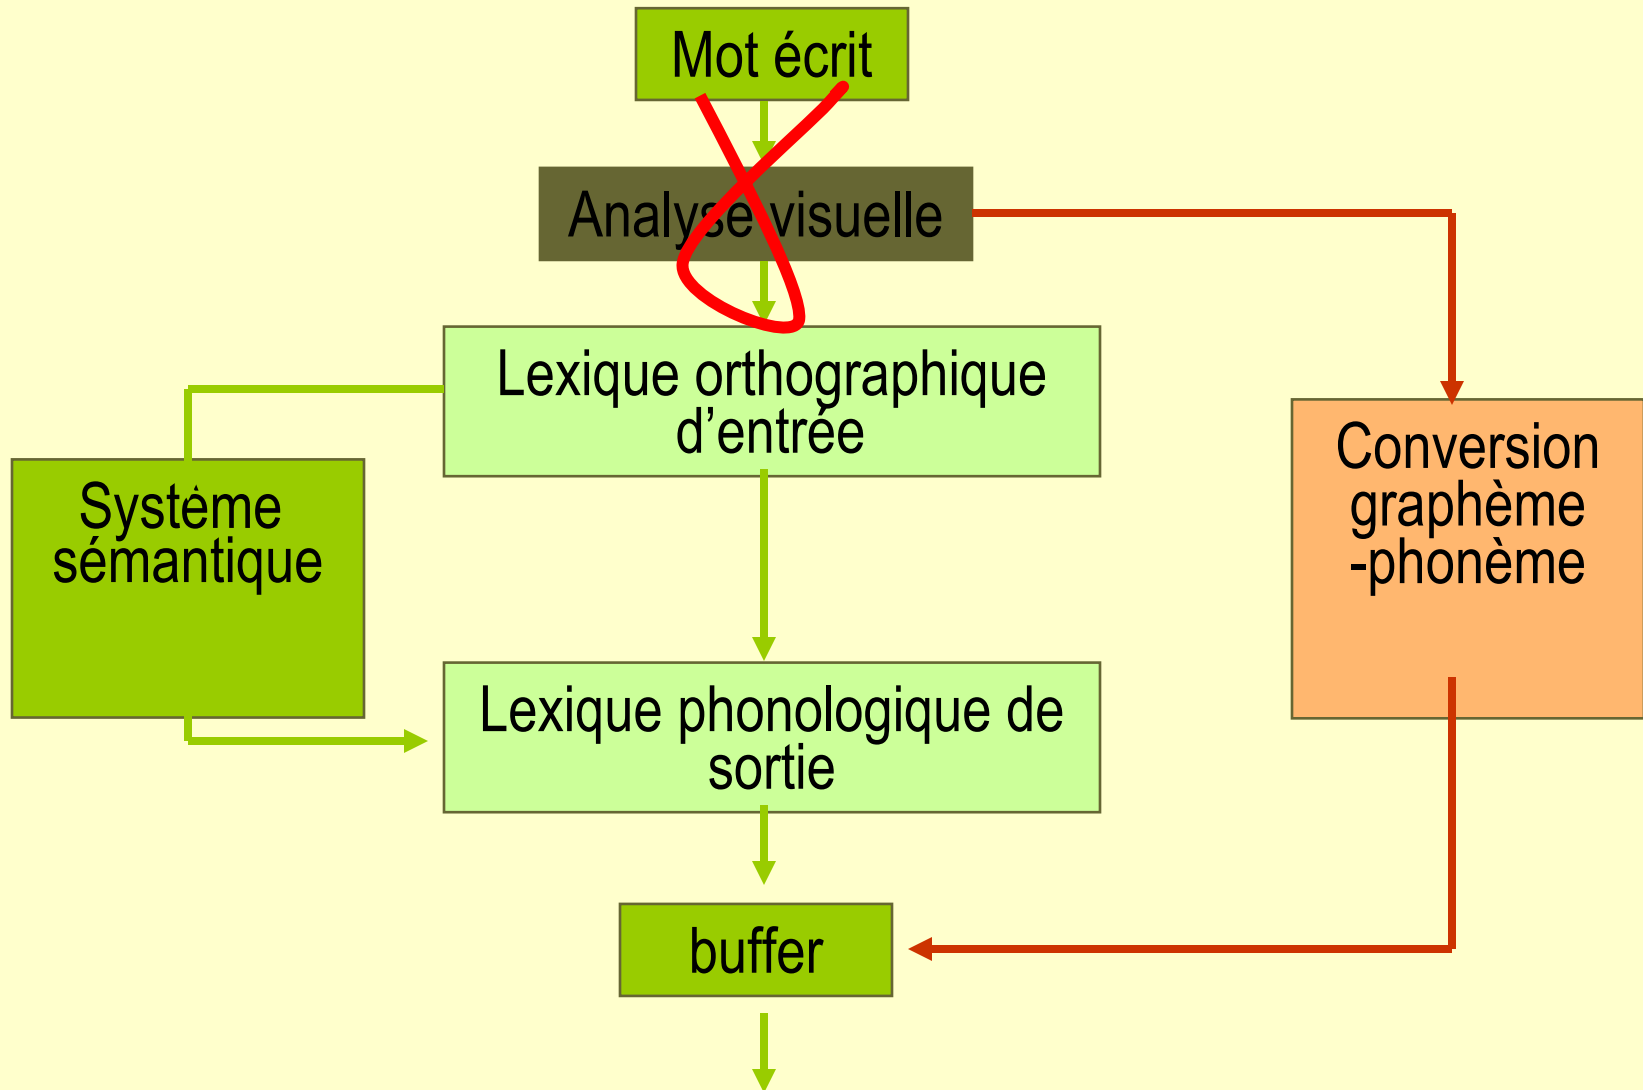 Mot écrit
Analyse visuelle
Lexique orthographique
d’entrée
Système
sémantique
Conversion
graphème
-phonème
Lexique phonologique de
sortie
buffer